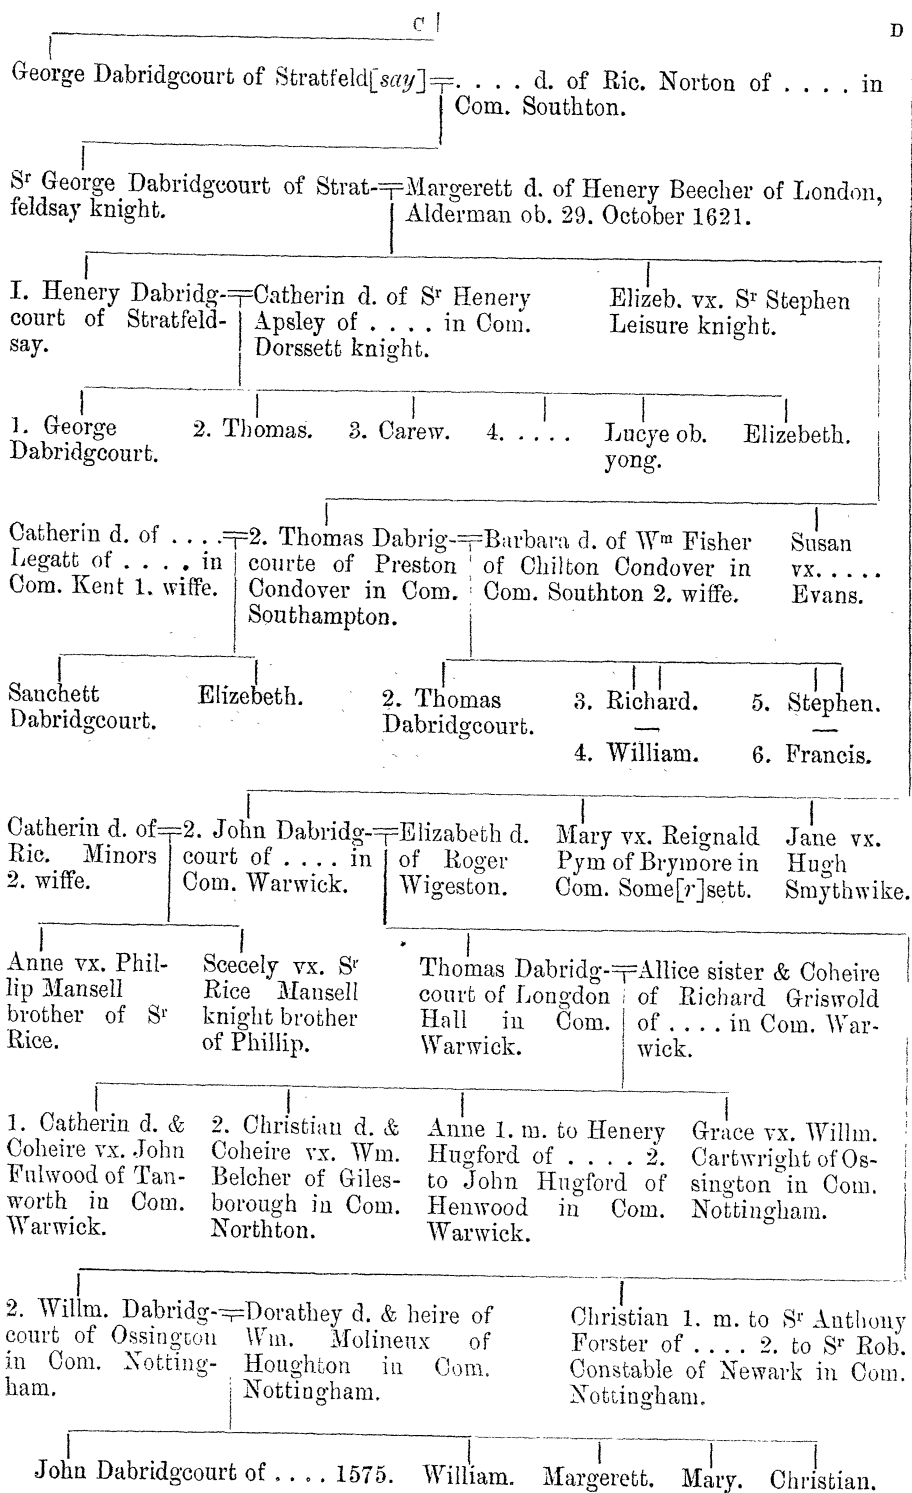 C D
George Dabridgcourt of Stratfeld[say] . . . . d. of Ric. Norton of . . . . in
Com. Southton.
Sr George Dabridgcourt of Strat-
feldsay knight.
Margerett d. of Henery Beecher of London,
Alderman ob. 29. October 1621.
I. Henery Dabridg-
court of Stratfeld-
say.
Catherin d. of Sr Henery
Apsley of . . . . in Com.
Dorssett knight.
Elizeb. vx. Sr Stephen
Leisure knight.
1. George
Dabridgcourt.
2. Thomas.
3. Carew.
4. . . . .
Lucye ob.
yong.
Elizebeth.
Catherin d. of . . . .
Legatt of . . . . in
Com. Kent 1. wiffe.
2. Thomas Dabrig-
courte of Preston
Condover in Com.
Southampton.
Barbara d. of Wm Fisher
of Chilton Condover in
Com. Southton 2. wiffe.
Susan
vx. . . . .
Evans.
Sanchett
Dabridgcourt.
Elizebeth.
2. Thomas
Dabridgcourt.
3. Richard.
4. William.
5. Stephen.
6. Francis.
Catherin d. of
Ric. Minors
2. wiffe.
2. John Dabridg-
court of . . . . in
Com. Warwick.
Elizabeth d.
of Roger
Wigeston.
Mary vx. Reignald
Pym of Brymore in
Com. Some[r]sett.
Jane vx.
Hugh
Smythwike.
Anne vx. Phil-
lip Mansell
brother of Sr
Rice.
Scecely vx. Sr
Rice Mansell
knight brother
of Phillip.
Thomas Dabridg-
court of Longdon
Hall in Com.
Warwick.
Allice sister & Coheire
of Richard Griswold
of . . . . in Com. War-
wick.
1. Catherin d. &
Coheire vx. John
Fulwood of Tan-
worth in Com.
Warwick.
2. Christian d. &
Coheire vx. Wm.
Belcher of Giles-
borough in Com.
Northton.
Anne 1. m. to Henery
Hugford of . . . . 2.
to John Hugford of
Henwood in Com.
Warwick.
Grace vx. Willm.
Cartwright of Os-
sington in Com.
Nottingham.
2. Willm. Dabridg-
court of Ossington
in Com. Notting-
ham.
Dorathey d. & heire of
Wm. Molineux of
Houghton in Com.
Nottingham.
Christian 1. m. to Sr Anthony
Forster of . . . . 2. to Sr Rob.
Constable of Newark in Com.
Nottingham.
John Dabridgcourt of . . . . 1575.
William.
Margerett.
Mary.
Christian.